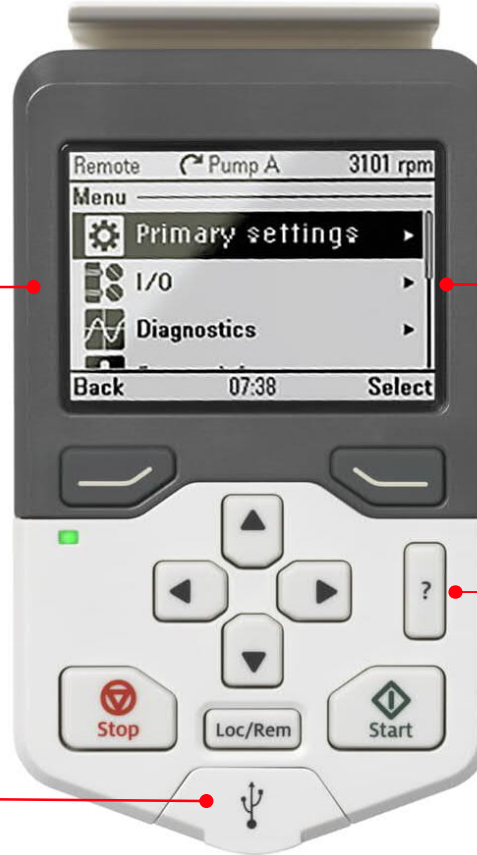 Remote Pump A 3101 rpm
Menu
Primary settings
I/O
Diagnostics
Back 07:38 Select
?
Stop Loc/Rem Start